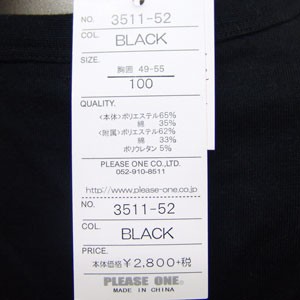 NO. 3511-52
COL. BLACK
SIZE.
胸囲 49-55
100
QUALITY.
〈本体〉ポリエステル65%
綿 35%
〈附属〉ポリエステル62%
綿 33%
ポリウレタン 5%
PLEASE ONE CO.,LTD.
052-910-8511
http://www.please-one.co.jp
NO. 3511-52
COL. BLACK
PRICE.
本体価格 ¥2,800+税
PLEASE ONE.
MADE IN CHINA